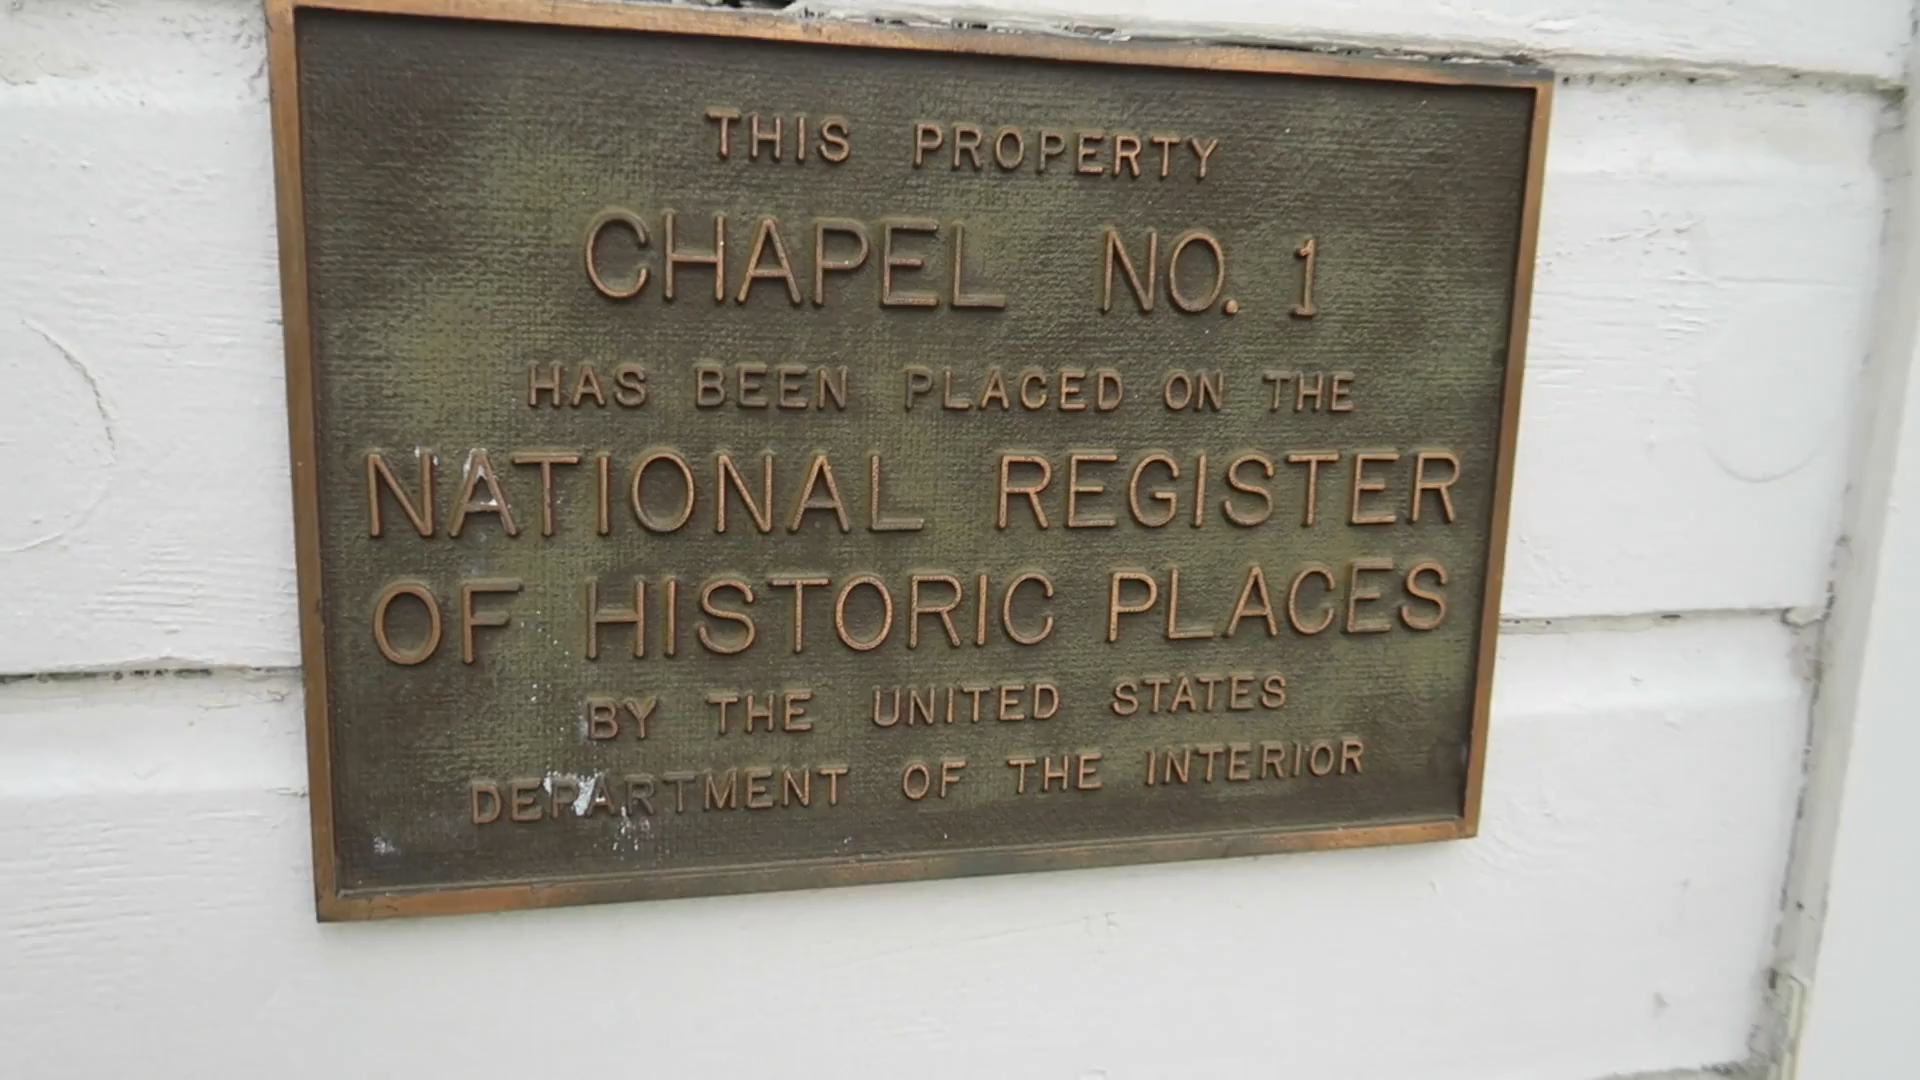 THIS PROPERTY
CHAPEL NO. 1
HAS BEEN PLACED ON THE
NATIONAL REGISTER
OF HISTORIC PLACES
BY THE UNITED STATES
DEPARTMENT OF THE INTERIOR